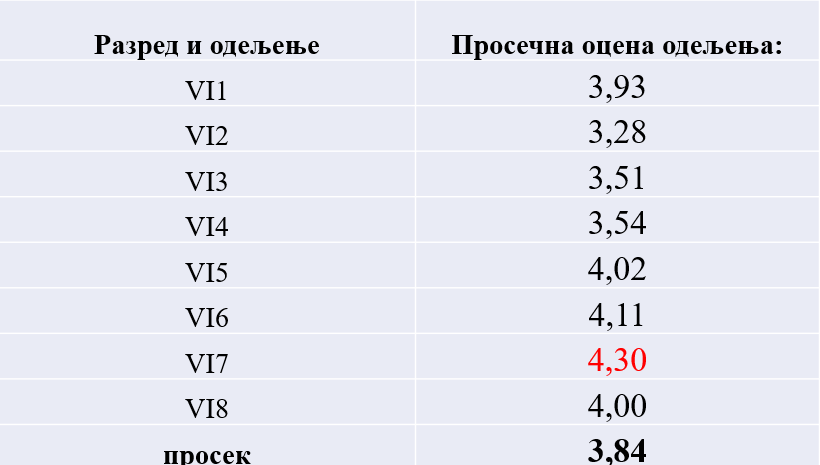 Разред и одељење Просечна оцена одељења:
VI1 3,93
VI2 3,28
VI3 3,51
VI4 3,54
VI5 4,02
VI6 4,11
VI7 4,30
VI8 4,00
просек 3,84